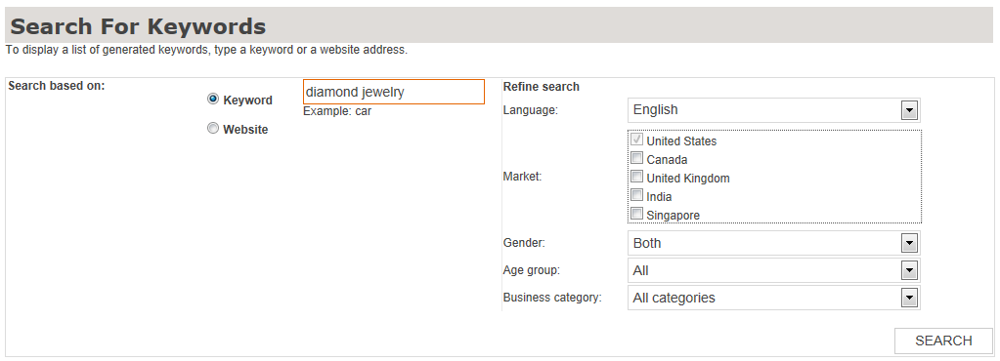 Search For Keywords
To display a list of generated keywords, type a keyword or a website address.
Search based on:
Keyword
diamond jewelry
Example: car
Website
Refine search
Language:
English
Market:
United States
Canada
United Kingdom
India
Singapore
Gender:
Both
Age group:
All
Business category:
All categories
SEARCH